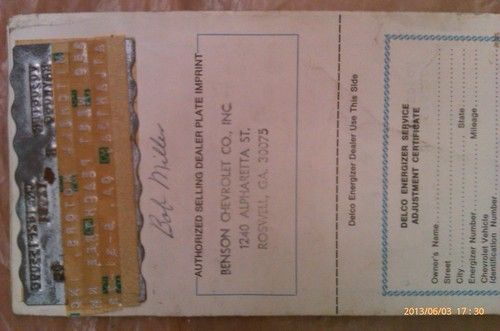 Bob Miller
AUTHORIZED SELLING DEALER PLATE IMPRINT
BENSON CHEVROLET CO., INC.
1240 ALPHARETTA ST.
ROSWELL, GA. 30075
Delco Energizer Dealer Use This Side
DELCO ENERGIZER SERVICE
ADJUSTMENT CERTIFICATE
Owner's Name
Street
City State
Energizer Number Mileage
Chevrolet Vehicle
Identification Number
2013/06/03 17:30